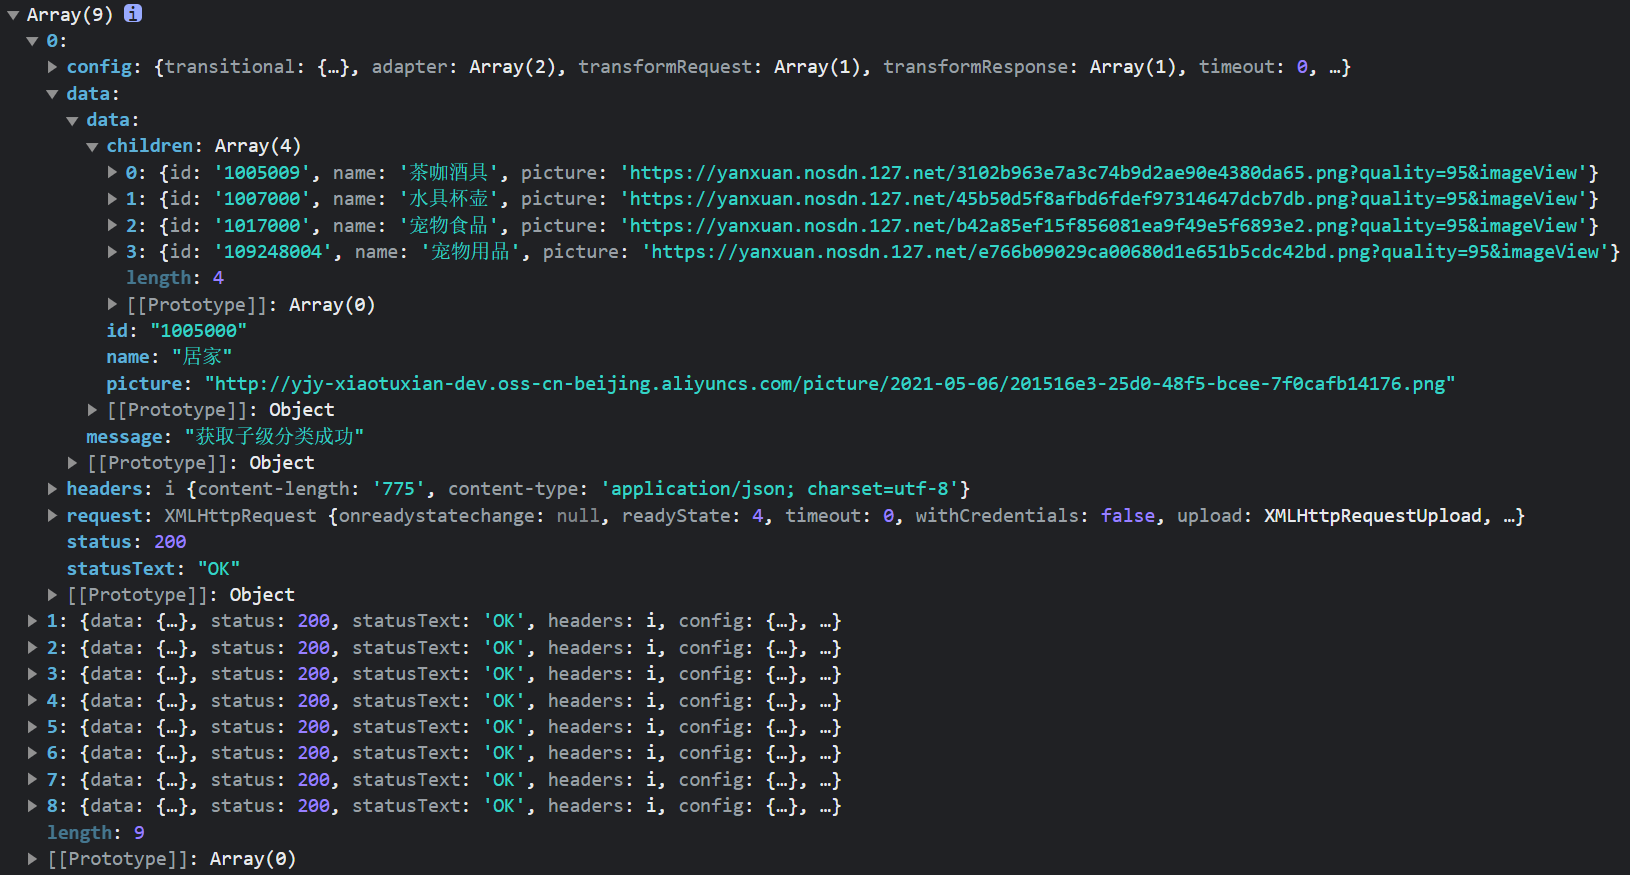 Array(9) i
0:
config: {transitional: {…}, adapter: Array(2), transformRequest: Array(1), transformResponse: Array(1), timeout: 0, …}
data:
data:
children: Array(4)
0: {id: '1005009', name: '茶咖酒具', picture: 'https://yanxuan.nosdn.127.net/3102b963e7a3c74b9d2ae90e4380da65.png?quality=95&imageView'}
1: {id: '1007000', name: '水具杯壶', picture: 'https://yanxuan.nosdn.127.net/45b50d5f8afbd6fdef97314647dcb7db.png?quality=95&imageView'}
2: {id: '1017000', name: '宠物食品', picture: 'https://yanxuan.nosdn.127.net/b42a85ef15f856081ea9f49e5f6893e2.png?quality=95&imageView'}
3: {id: '109248004', name: '宠物用品', picture: 'https://yanxuan.nosdn.127.net/e766b09029ca00680d1e651b5cdc42bd.png?quality=95&imageView'}
length: 4
[[Prototype]]: Array(0)
id: "1005000"
name: "居家"
picture: "http://yjy-xiaotuxian-dev.oss-cn-beijing.aliyuncs.com/picture/2021-05-06/201516e3-25d0-48f5-bcee-7f0cafb14176.png"
[[Prototype]]: Object
message: "获取子级分类成功"
[[Prototype]]: Object
headers: i {content-length: '775', content-type: 'application/json; charset=utf-8'}
request: XMLHttpRequest {onreadystatechange: null, readyState: 4, timeout: 0, withCredentials: false, upload: XMLHttpRequestUpload, …}
status: 200
statusText: "OK"
[[Prototype]]: Object
1: {data: {…}, status: 200, statusText: 'OK', headers: i, config: {…}, …}
2: {data: {…}, status: 200, statusText: 'OK', headers: i, config: {…}, …}
3: {data: {…}, status: 200, statusText: 'OK', headers: i, config: {…}, …}
4: {data: {…}, status: 200, statusText: 'OK', headers: i, config: {…}, …}
5: {data: {…}, status: 200, statusText: 'OK', headers: i, config: {…}, …}
6: {data: {…}, status: 200, statusText: 'OK', headers: i, config: {…}, …}
7: {data: {…}, status: 200, statusText: 'OK', headers: i, config: {…}, …}
8: {data: {…}, status: 200, statusText: 'OK', headers: i, config: {…}, …}
length: 9
[[Prototype]]: Array(0)